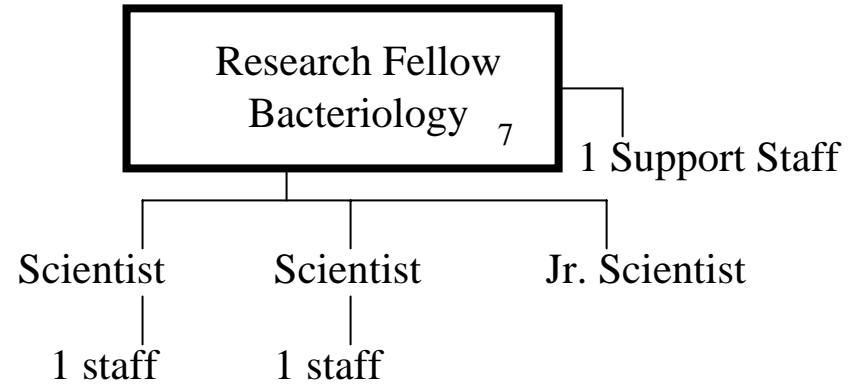 Research Fellow
Bacteriology 7
1 Support Staff
Scientist Scientist Jr. Scientist
1 staff 1 staff